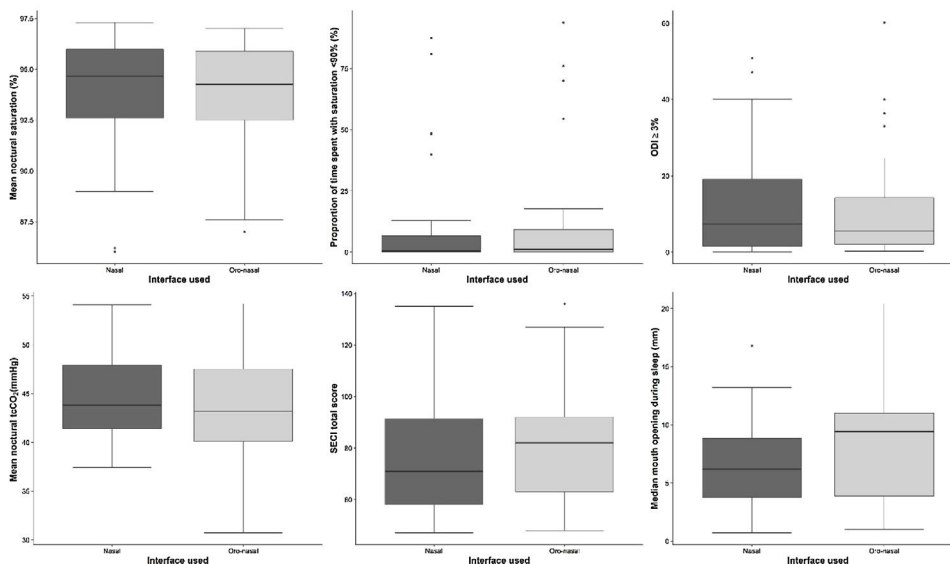 Mean noctural saturation (%)
97.5
95.0
92.5
90.0
87.5
Nasal
Oro-nasal
Interface used
Proprortion of time spent with saturation <90% (%)
75
50
25
0
Nasal
Oro-nasal
Interface used
ODI ≥ 3%
60
40
20
0
Nasal
Oro-nasal
Interface used
Mean noctural tcCO₂(mmHg)
55
50
45
40
35
30
Nasal
Oro-nasal
Interface used
SECI total score
140
120
100
80
60
Nasal
Oro-nasal
Interface used
Median mouth opening during sleep (mm)
20
15
10
5
0
Nasal
Oro-nasal
Interface used